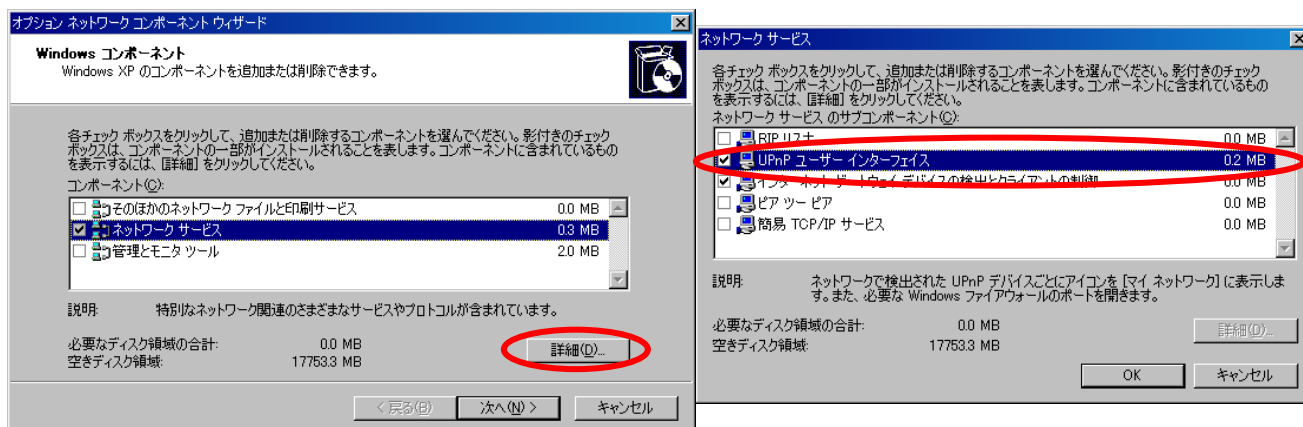 オプション ネットワーク コンポーネント ウィザード
Windows コンポーネント
Windows XP のコンポーネントを追加または削除できます。
各チェック ボックスをクリックして、追加または削除するコンポーネントを選んでください。影付きのチェック
ボックスは、コンポーネントの一部がインストールされることを表します。コンポーネントに含まれているもの
を表示するには、[詳細] をクリックしてください。
コンポーネント(C):
そのほかのネットワーク ファイルと印刷サービス 0.0 MB
ネットワーク サービス 0.3 MB
管理とモニタ ツール 2.0 MB
説明: 特別なネットワーク関連のさまざまなサービスやプロトコルが含まれています。
必要なディスク領域の合計: 0.0 MB
空きディスク領域: 17753.3 MB
詳細(D)...
< 戻る(B) 次へ(N) > キャンセル
ネットワーク サービス
各チェック ボックスをクリックして、追加または削除するコンポーネントを選んでください。影付きのチェック
ボックスは、コンポーネントの一部がインストールされることを表します。コンポーネントに含まれているもの
を表示するには、[詳細] をクリックしてください。
ネットワーク サービス のサブコンポーネント(C):
RIP リスナ 0.0 MB
UPnP ユーザー インターフェイス 0.2 MB
インターネット ゲートウェイ デバイスの検出とクライアントの制御 0.0 MB
ピア ツー ピア 0.0 MB
簡易 TCP/IP サービス 0.0 MB
説明: ネットワークで検出された UPnP デバイスごとにアイコンを [マイ ネットワーク] に表示しま
す。また、必要な Windows ファイアウォールのポートを開きます。
必要なディスク領域の合計: 0.0 MB
空きディスク領域: 17753.3 MB
詳細(D)...
OK キャンセル